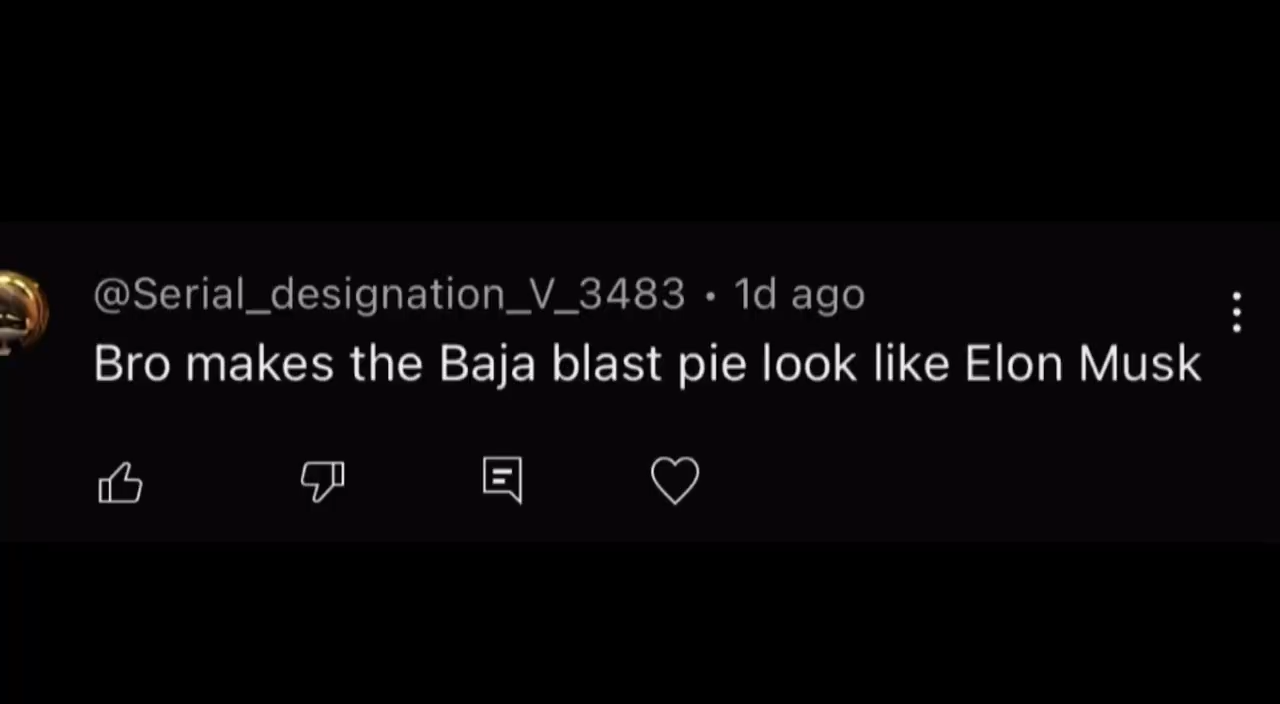 @Serial_designation_V_3483 • 1d ago
Bro makes the Baja blast pie look like Elon Musk